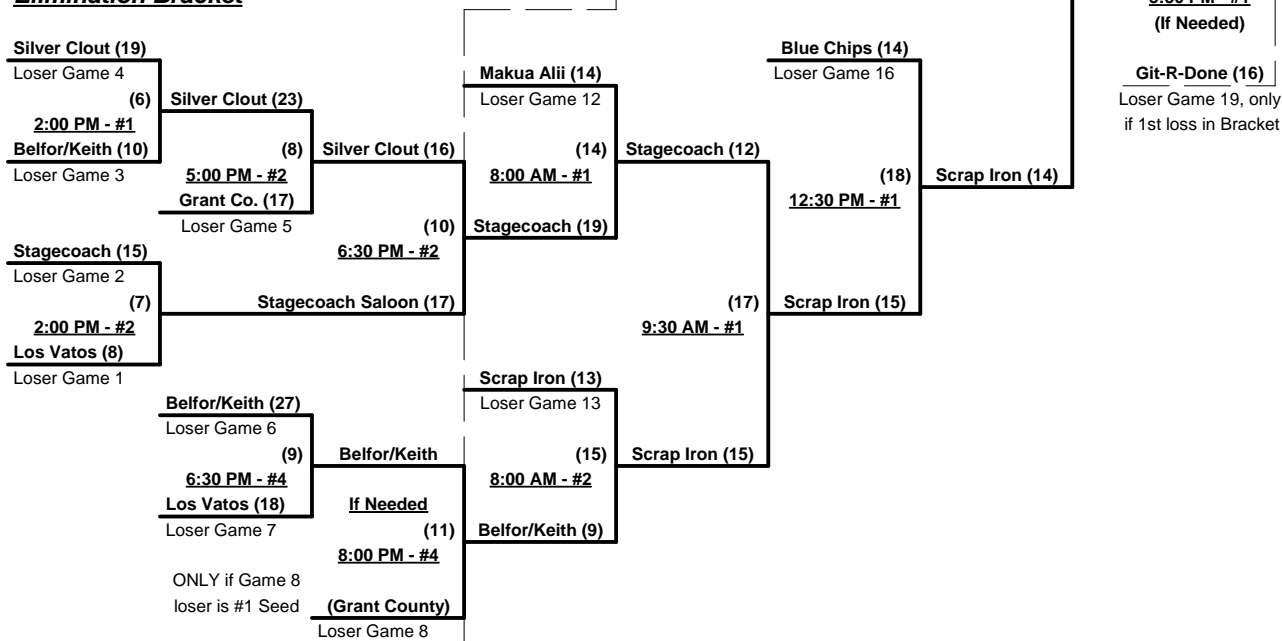 Elimination Bracket
(If Needed)
Git-R-Done (16)
Loser Game 19, only
if 1st loss in Bracket
Silver Clout (19)
Loser Game 4
(6)
2:00 PM - #1
Belfor/Keith (10)
Loser Game 3
Silver Clout (23)
(8)
5:00 PM - #2
Grant Co. (17)
Loser Game 5
Silver Clout (16)
(10)
6:30 PM - #2
Stagecoach (15)
Loser Game 2
(7)
2:00 PM - #2
Los Vatos (8)
Loser Game 1
Stagecoach Saloon (17)
Makua Alii (14)
Loser Game 12
(14)
8:00 AM - #1
Stagecoach (19)
Stagecoach (12)
(17)
9:30 AM - #1
Blue Chips (14)
Loser Game 16
(18)
12:30 PM - #1
Scrap Iron (15)
Scrap Iron (14)
Belfor/Keith (27)
Loser Game 6
(9)
6:30 PM - #4
Los Vatos (18)
Loser Game 7
Belfor/Keith
If Needed
(11)
8:00 PM - #4
ONLY if Game 8
loser is #1 Seed
(Grant County)
Loser Game 8
Scrap Iron (13)
Loser Game 13
(15)
8:00 AM - #2
Belfor/Keith (9)
Scrap Iron (15)